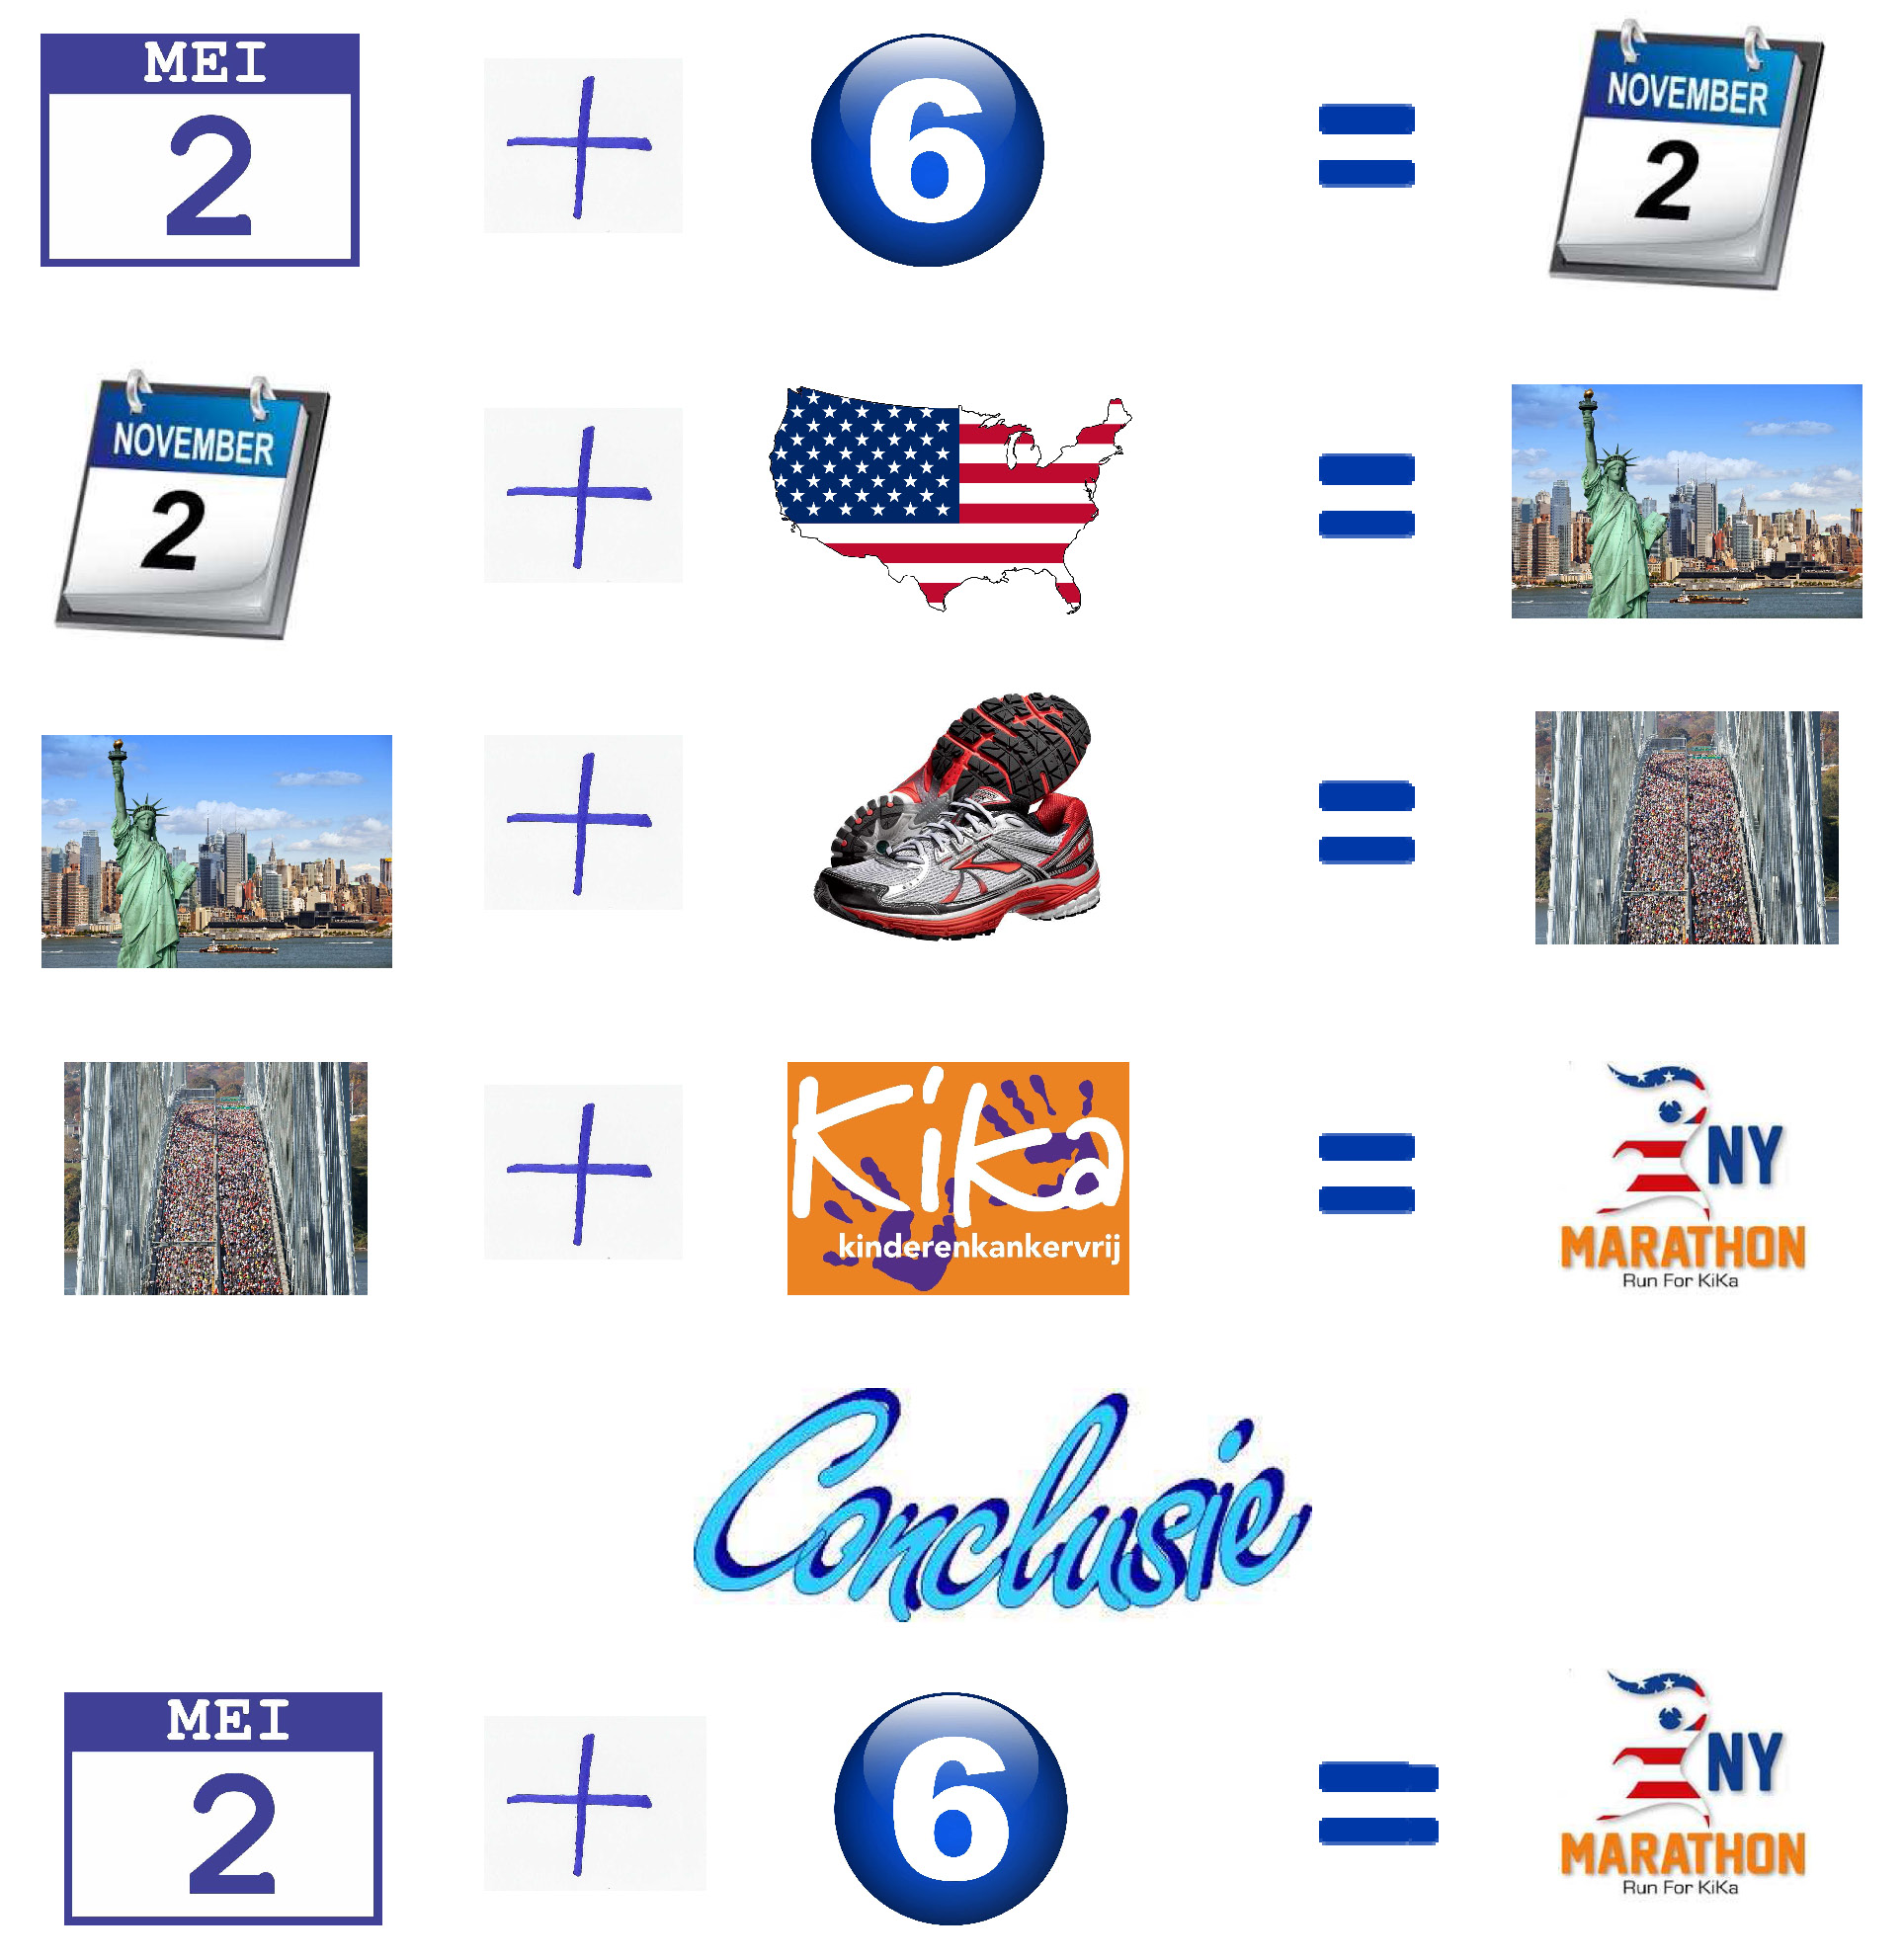 MEI
2
6
NOVEMBER
2
NOVEMBER
2
KiKa
kinderenkankervrij
NY
MARATHON
Run For KiKa
Conclusie
MEI
2
6
NY
MARATHON
Run For KiKa